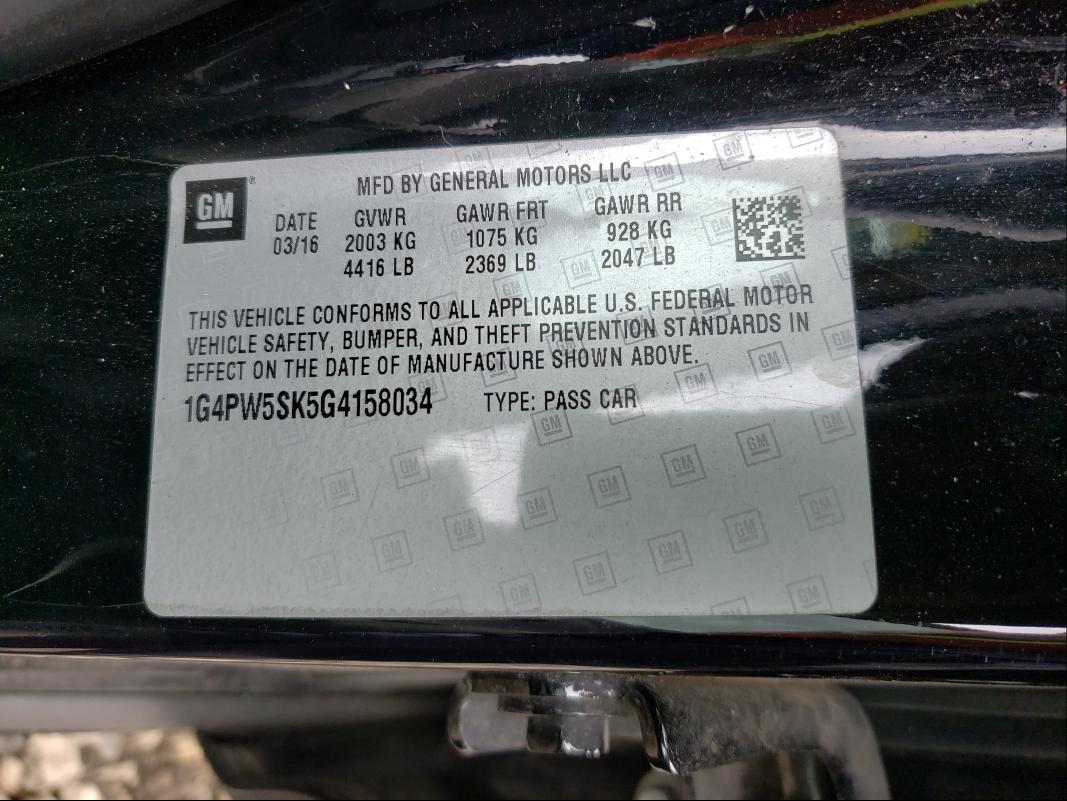 GM ®
MFD BY GENERAL MOTORS LLC
DATE GVWR GAWR FRT GAWR RR
03/16 2003 KG 1075 KG 928 KG
4416 LB 2369 LB 2047 LB
THIS VEHICLE CONFORMS TO ALL APPLICABLE U.S. FEDERAL MOTOR
VEHICLE SAFETY, BUMPER, AND THEFT PREVENTION STANDARDS IN
EFFECT ON THE DATE OF MANUFACTURE SHOWN ABOVE.
1G4PW5SK5G4158034 TYPE: PASS CAR